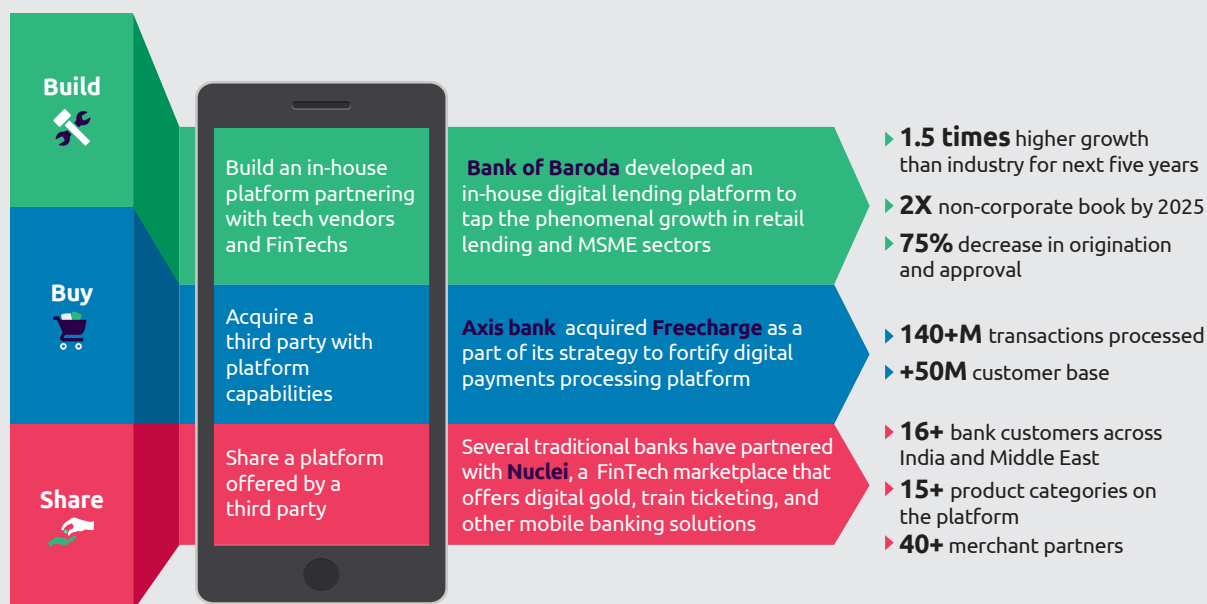 Build
Build an in-house
platform partnering
with tech vendors
and FinTechs
Bank of Baroda developed an
in-house digital lending platform to
tap the phenomenal growth in retail
lending and MSME sectors
1.5 times higher growth
than industry for next five years
2X non-corporate book by 2025
75% decrease in origination
and approval
Buy
Acquire a
third party with
platform
capabilities
Axis bank acquired Freecharge as a
part of its strategy to fortify digital
payments processing platform
140+M transactions processed
+50M customer base
Share
Share a platform
offered by a
third party
Several traditional banks have partnered
with Nuclei, a FinTech marketplace that
offers digital gold, train ticketing, and
other mobile banking solutions
16+ bank customers across
India and Middle East
15+ product categories on
the platform
40+ merchant partners